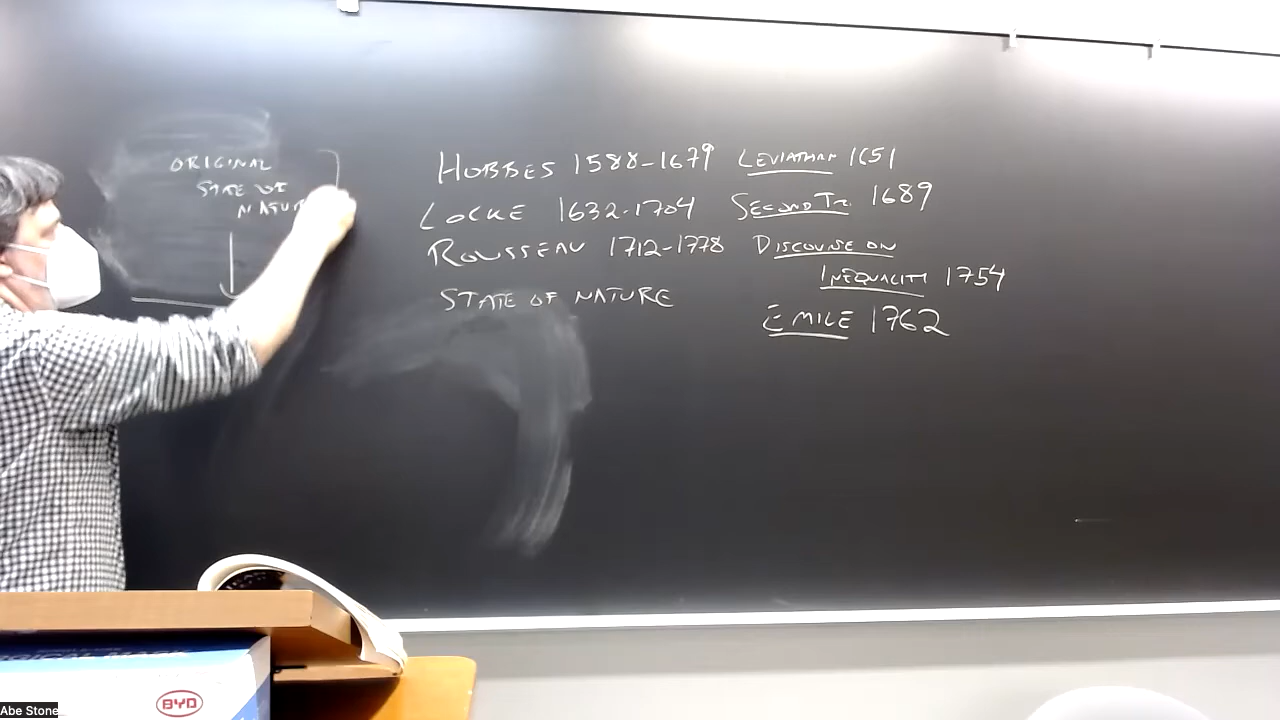 ORIGINAL
STATE OF
NATU
HOBBES 1588-1679 LEVIATHAN 1651
LOCKE 1632-1704 SECOND TR. 1689
ROUSSEAU 1712-1778 DISCOURSE ON
INEQUALITY 1754
STATE OF NATURE
EMILE 1762
BYD
Abe Stone